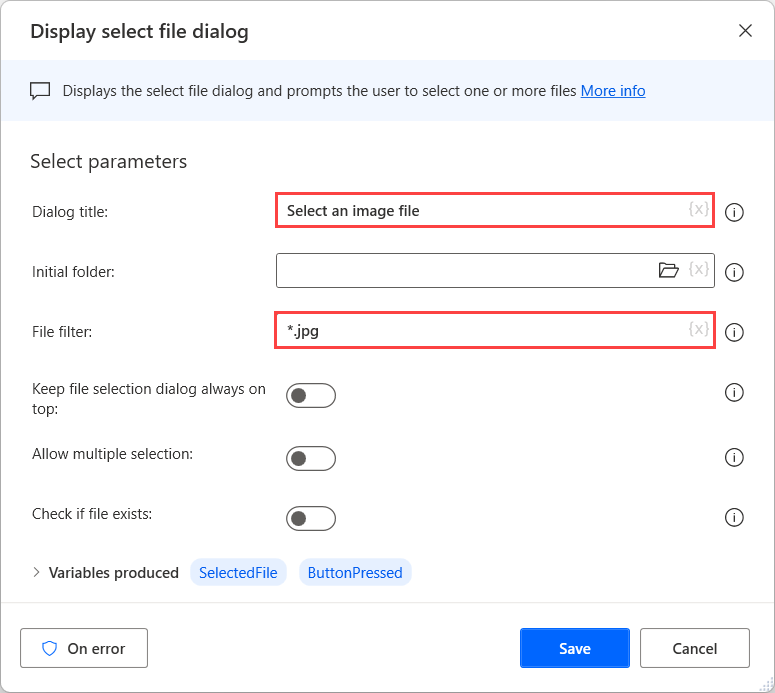 Display select file dialog
Displays the select file dialog and prompts the user to select one or more files More info
Select parameters
Dialog title:
Select an image file
{x}
Initial folder:
{x}
File filter:
*.jpg
{x}
Keep file selection dialog always on
top:
Allow multiple selection:
Check if file exists:
Variables produced SelectedFile ButtonPressed
On error Save Cancel